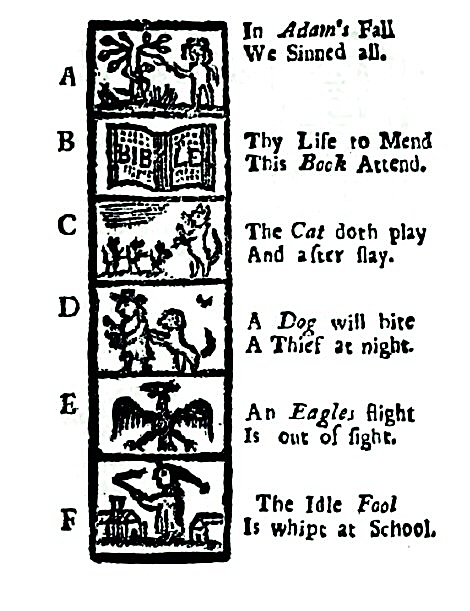 A
In Adam's Fall
We Sinned all.
B
BIBLE
Thy Life to Mend
This Book Attend.
C
The Cat doth play
And after slay.
D
A Dog will bite
A Thief at night.
E
An Eagles flight
Is out of sight.
F
The Idle Fool
Is whipt at School.